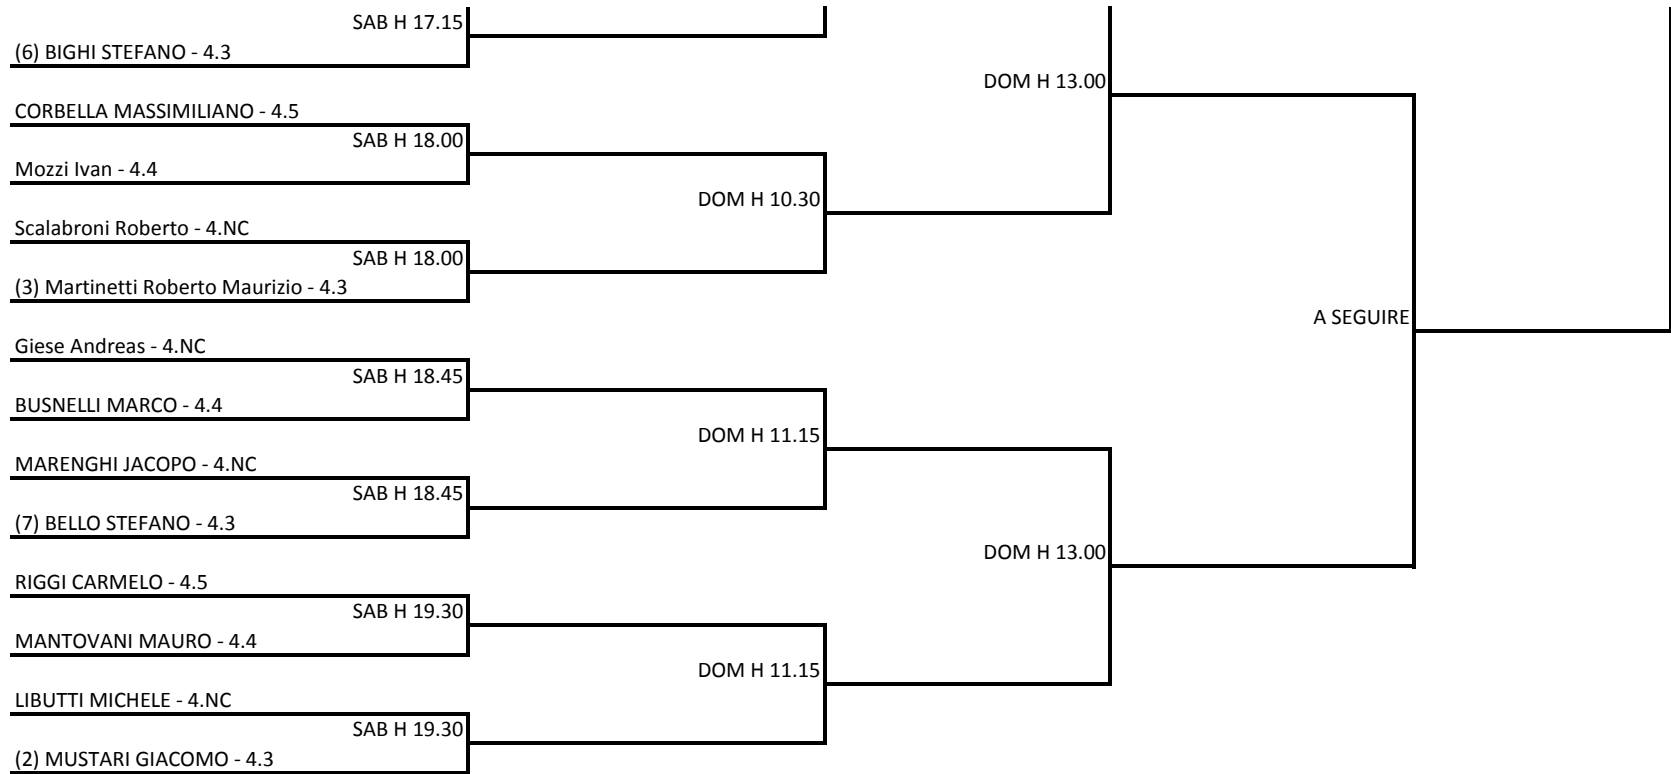 SAB H 17.15
(6) BIGHI STEFANO - 4.3
DOM H 13.00
CORBELLA MASSIMILIANO - 4.5
SAB H 18.00
Mozzi Ivan - 4.4
DOM H 10.30
Scalabroni Roberto - 4.NC
SAB H 18.00
(3) Martinetti Roberto Maurizio - 4.3
A SEGUIRE
Giese Andreas - 4.NC
SAB H 18.45
BUSNELLI MARCO - 4.4
DOM H 11.15
MARENGHI JACOPO - 4.NC
SAB H 18.45
(7) BELLO STEFANO - 4.3
DOM H 13.00
RIGGI CARMELO - 4.5
SAB H 19.30
MANTOVANI MAURO - 4.4
DOM H 11.15
LIBUTTI MICHELE - 4.NC
SAB H 19.30
(2) MUSTARI GIACOMO - 4.3